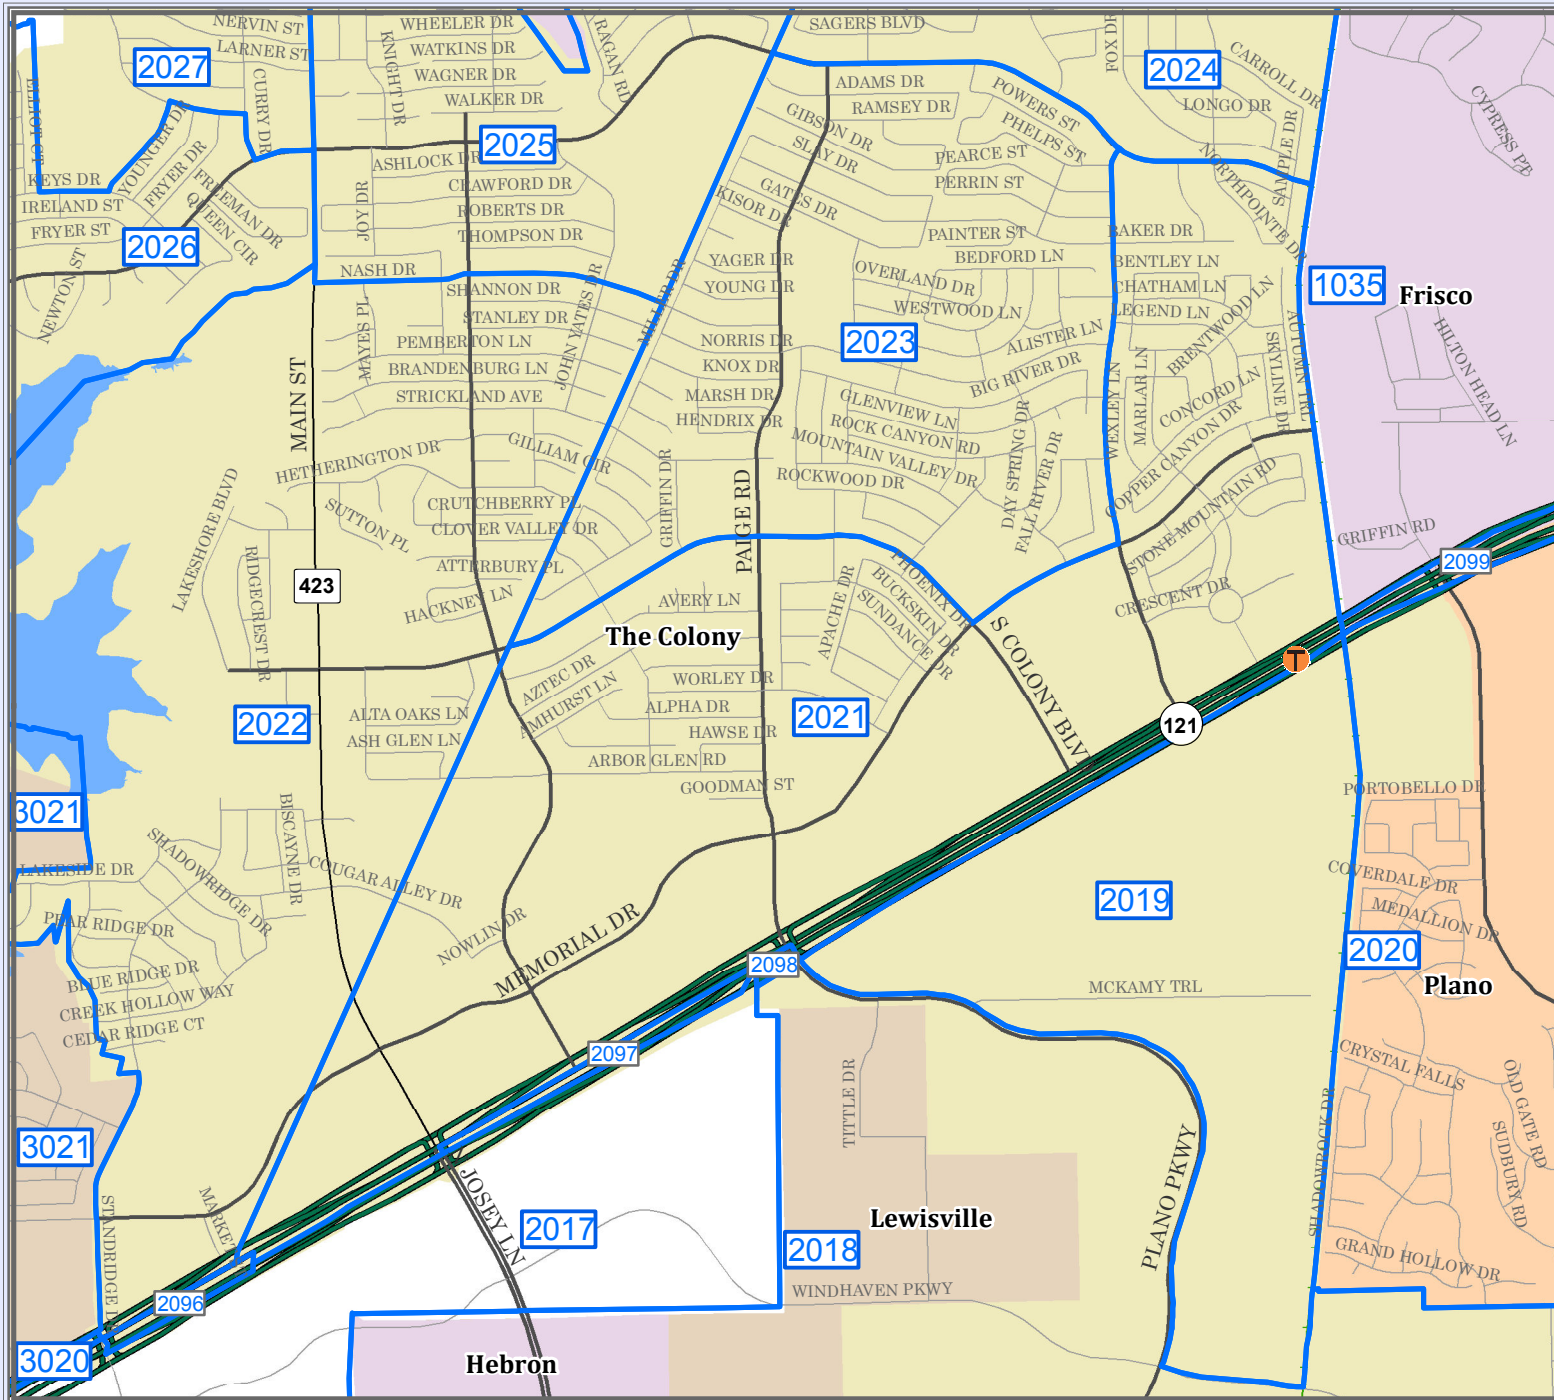 NERVIN ST
WHEELER DR
SAGERS BLVD
LARNER ST
KNIGHT DR
WATKINS DR
RAGAN RD
FOX DR
2027
2024
CARROLL DR
CURRY DR
WAGNER DR
ADAMS DR
POWERS ST
ELLIOT CT
WALKER DR
RAMSEY DR
LONGO DR
CYPRESS PT
YOUNGER DR
GIBSON DR
PHELPS ST
2025
SLAY DR
PEARCE ST
SAMPLE DR
ASHLOCK DR
FRYER DR
KEYS DR
FREEMAN DR
CRAWFORD DR
GATES DR
PERRIN ST
NORTHPOINTE DR
IRELAND ST
QUEEN CIR
JOY DR
ROBERTS DR
KISOR DR
FRYER ST
THOMPSON DR
PAINTER ST
BAKER DR
2026
NEWTON ST
NASH DR
MILLER DR
YAGER DR
BEDFORD LN
BENTLEY LN
OVERLAND DR
SHANNON DR
JOHN YATES DR
YOUNG DR
CHATHAM LN
1035
Frisco
STANLEY DR
WESTWOOD LN
LEGEND LN
BRENTWOOD LN
MAYES PL
PEMBERTON LN
NORRIS DR
2023
ALISTER LN
AUTUMN TRL
HILTON HEAD LN
BRANDENBURG LN
KNOX DR
BIG RIVER DR
SKYLINE DR
MAIN ST
STRICKLAND AVE
MARSH DR
GLENVIEW LN
WEXLEY LN
MARLAR LN
CONCORD LN
HENDRIX DR
ROCK CANYON RD
COPPER CANYON DR
HETHERINGTON DR
GILLIAM CIR
MOUNTAIN VALLEY DR
DAY SPRING DR
GRIFFIN DR
ROCKWOOD DR
FALL RIVER DR
STONE MOUNTAIN RD
LAKESHORE BLVD
SUTTON PL
CRUTCHBERRY PL
PAIGE RD
CLOVER VALLEY DR
GRIFFIN RD
RIDGECREST DR
ATTERBURY PL
PHOENIX DR
2099
423
HACKNEY LN
AVERY LN
APACHE DR
BUCKSKIN DR
CRESCENT DR
The Colony
SUNDANCE DR
S COLONY BLV
T
AZTEC DR
WORLEY DR
AMHURST LN
ALPHA DR
2022
ALTA OAKS LN
2021
121
ASH GLEN LN
HAWSE DR
ARBOR GLEN RD
GOODMAN ST
PORTOBELLO DR
3021
BISCAYNE DR
SHADOWRIDGE DR
LAKESIDE DR
COUGAR ALLEY DR
COVERDALE DR
2019
MEDALLION DR
PEAR RIDGE DR
NOWLIN DR
MEMORIAL DR
2020
BLUE RIDGE DR
2098
Plano
CREEK HOLLOW WAY
MCKAMY TRL
CEDAR RIDGE CT
2097
CRYSTAL FALLS
TITTLE DR
OLD GATE RD
3021
SHADOWROCK DR
SUDBURY RD
PLANO PKWY
STANDRIDGE D
MARKET
JOSEY LN
2017
Lewisville
2018
GRAND HOLLOW DR
WINDHAVEN PKWY
2096
3020
Hebron